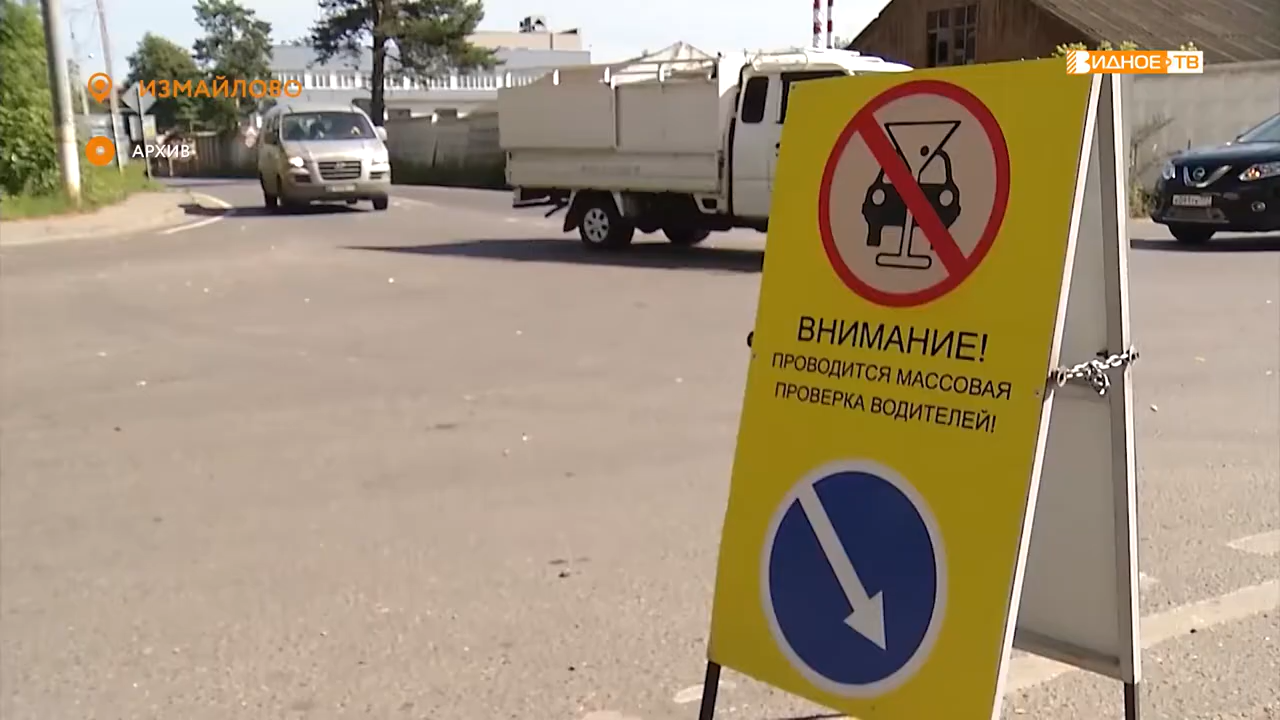 ИЗМАЙЛОВО
АРХИВ
ВИДНОЕ-ТВ
ВНИМАНИЕ!
ПРОВОДИТСЯ МАССОВАЯ
ПРОВЕРКА ВОДИТЕЛЕЙ!